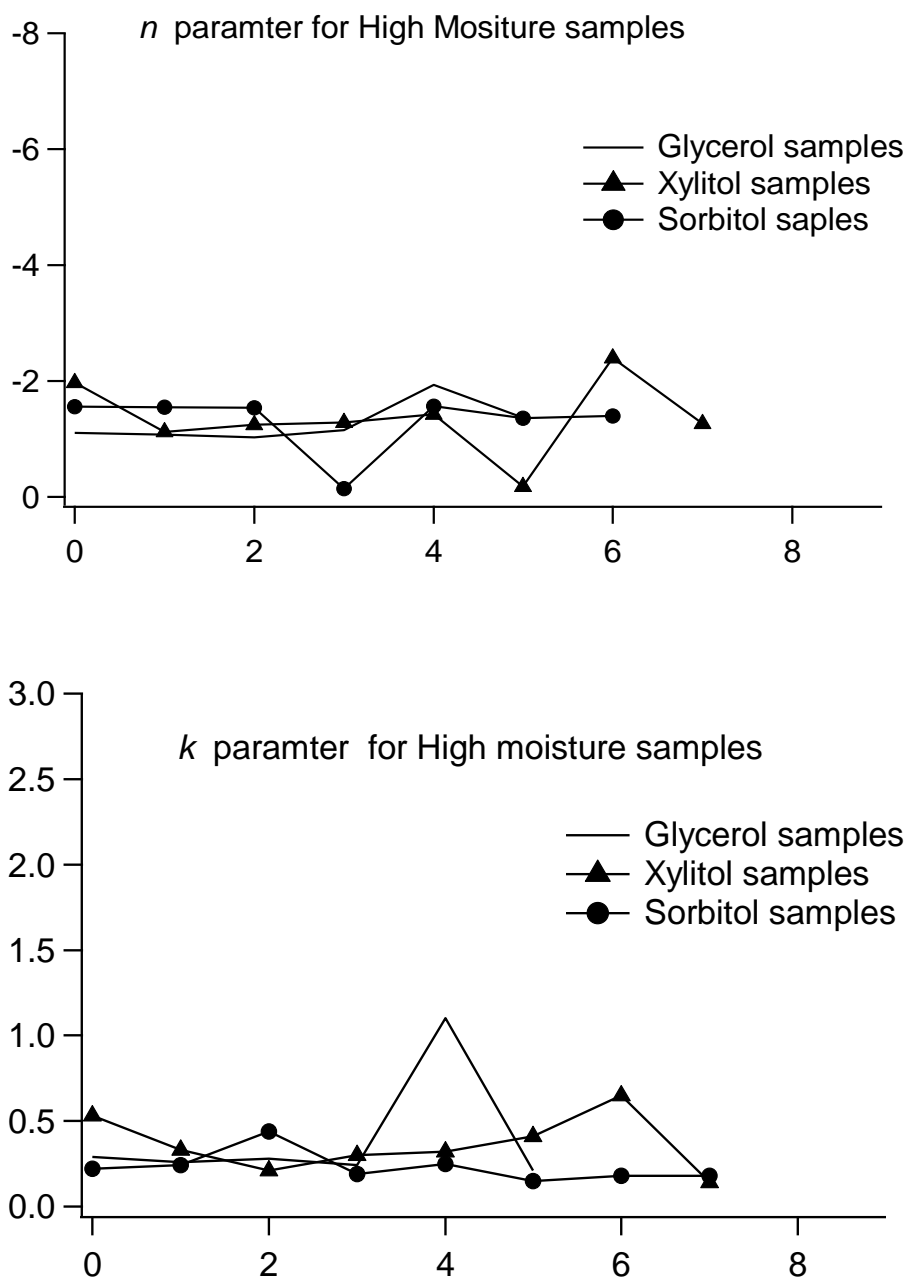 n paramter for High Mositure samples
-8
-6
-4
-2
0
Glycerol samples
Xylitol samples
Sorbitol saples
0 2 4 6 8
k paramter for High moisture samples
3.0
2.5
2.0
1.5
1.0
0.5
0.0
Glycerol samples
Xylitol samples
Sorbitol samples
0 2 4 6 8